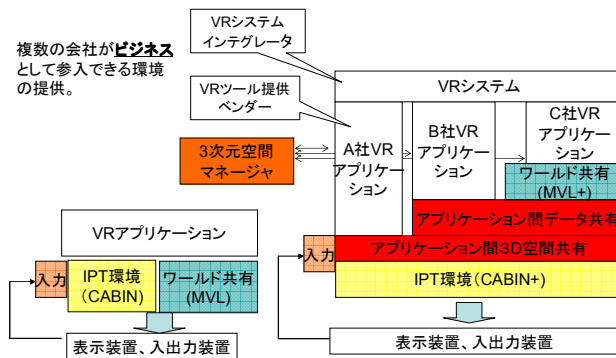 複数の会社がビジネス
として参入できる環境
の提供。
VRシステム
インテグレータ
VRツール提供
ベンダー
VRシステム
A社VR
アプリケー
ション
B社VR
アプリケー
ション
C社VR
アプリケー
ション
3次元空間
マネージャ
ワールド共有
(MVL+)
アプリケーション間データ共有
アプリケーション間3D空間共有
入力
IPT環境(CABIN+)
表示装置、入出力装置
VRアプリケーション
入力
IPT環境
(CABIN)
ワールド共有
(MVL)
表示装置、入出力装置